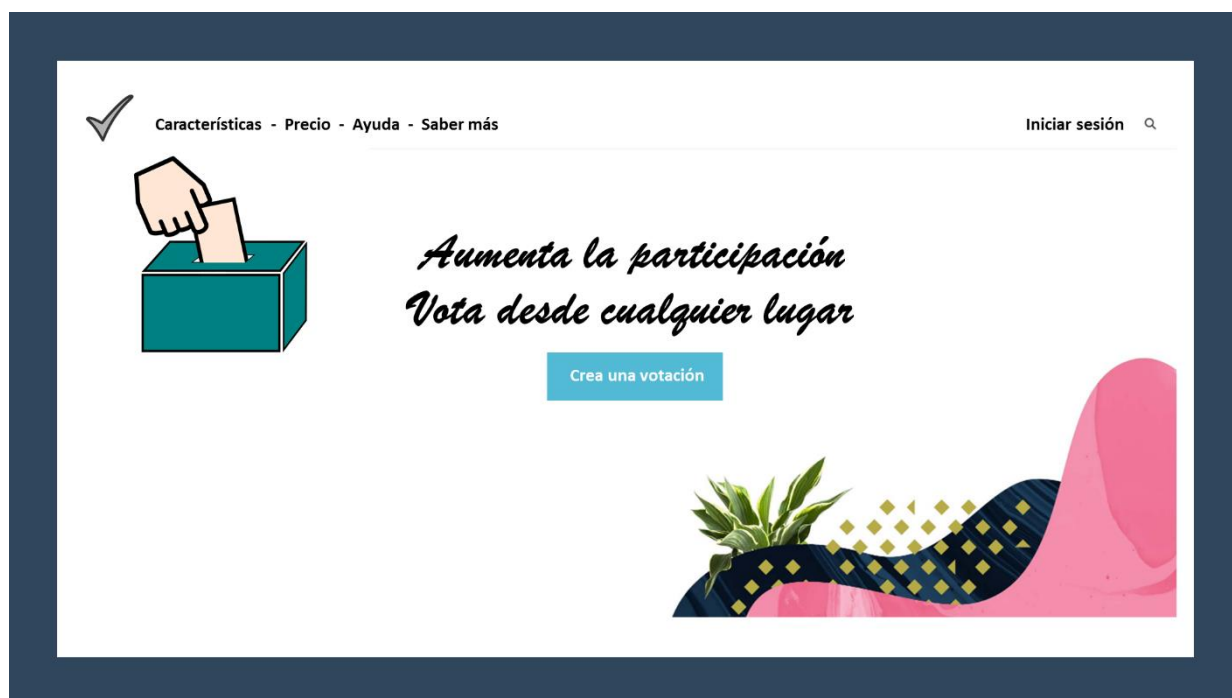 Características - Precio - Ayuda - Saber más
Iniciar sesión
Aumenta la participación
Vota desde cualquier lugar
Crea una votación